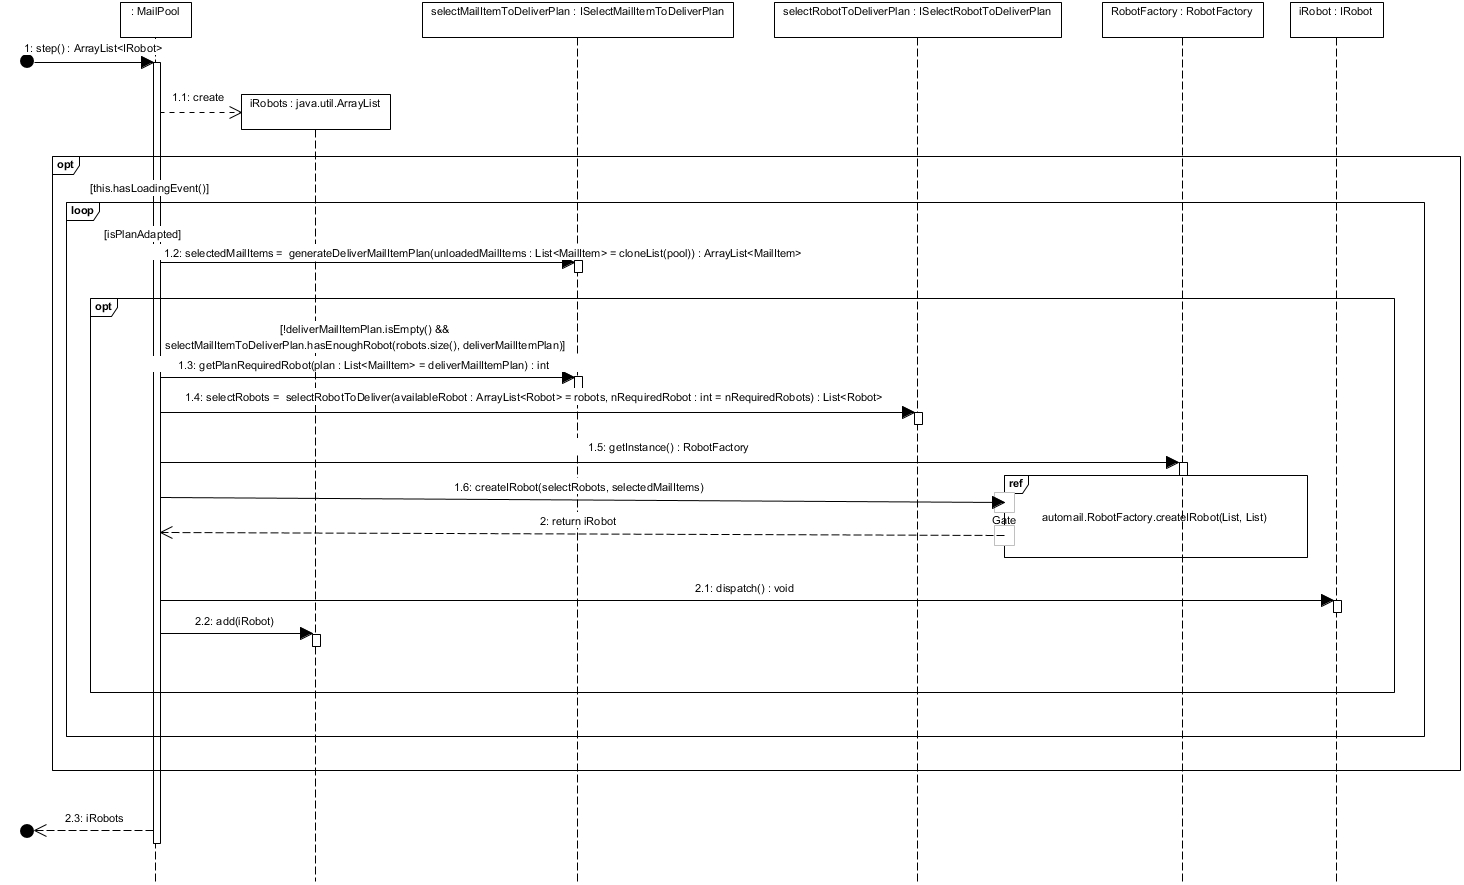 : MailPool
selectMailItemToDeliverPlan : ISelectMailItemToDeliverPlan
selectRobotToDeliverPlan : ISelectRobotToDeliverPlan
RobotFactory : RobotFactory
iRobot : IRobot
1: step() : ArrayList<IRobot>
1.1: create
iRobots : java.util.ArrayList
opt
[this.hasLoadingEvent()]
loop
[isPlanAdapted]
1.2: selectedMailItems =  generateDeliverMailItemPlan(unloadedMailItems : List<MailItem> = cloneList(pool)) : ArrayList<MailItem>
opt
[!deliverMailItemPlan.isEmpty() &&
selectMailItemToDeliverPlan.hasEnoughRobot(robots.size(), deliverMailItemPlan)]
1.3: getPlanRequiredRobot(plan : List<MailItem> = deliverMailItemPlan) : int
1.4: selectRobots =  selectRobotToDeliver(availableRobot : ArrayList<Robot> = robots, nRequiredRobot : int = nRequiredRobots) : List<Robot>
1.5: getInstance() : RobotFactory
ref
1.6: createIRobot(selectRobots, selectedMailItems)
Gate
automail.RobotFactory.createIRobot(List, List)
2: return iRobot
2.1: dispatch() : void
2.2: add(iRobot)
2.3: iRobots